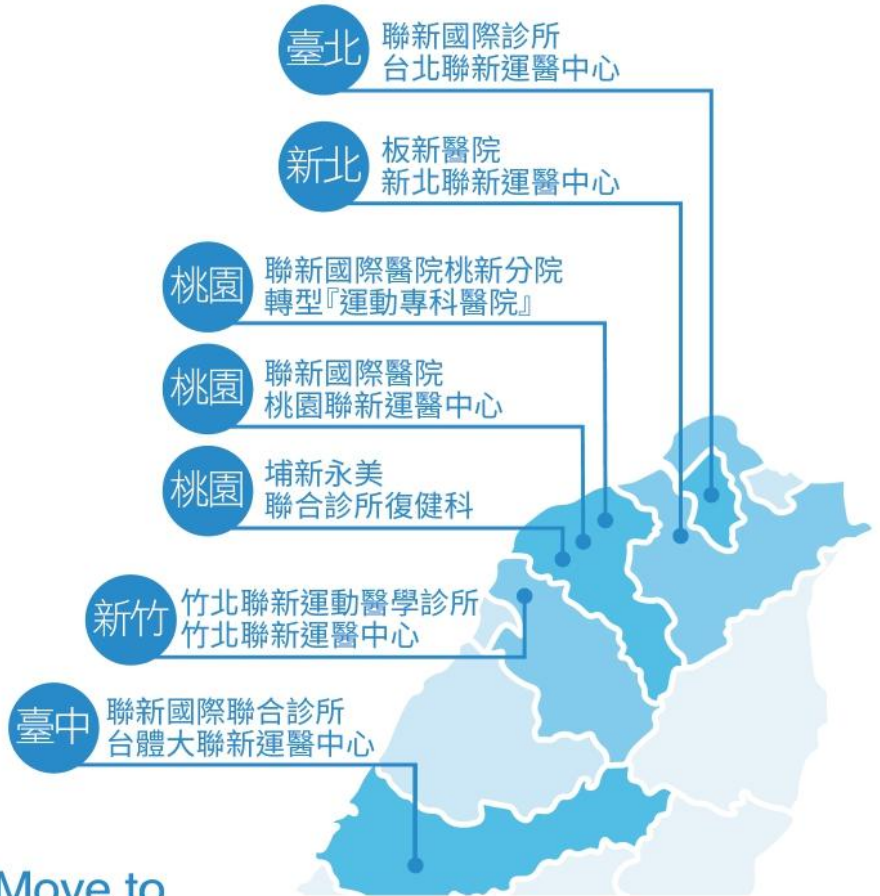 臺北
聯新國際診所
台北聯新運醫中心
新北
板新醫院
新北聯新運醫中心
桃園
聯新國際醫院桃新分院
轉型『運動專科醫院』
桃園
聯新國際醫院
桃園聯新運醫中心
桃園
埔新永美
聯合診所復健科
新竹
竹北聯新運動醫學診所
竹北聯新運醫中心
臺中
聯新國際聯合診所
台體大聯新運醫中心
Move to